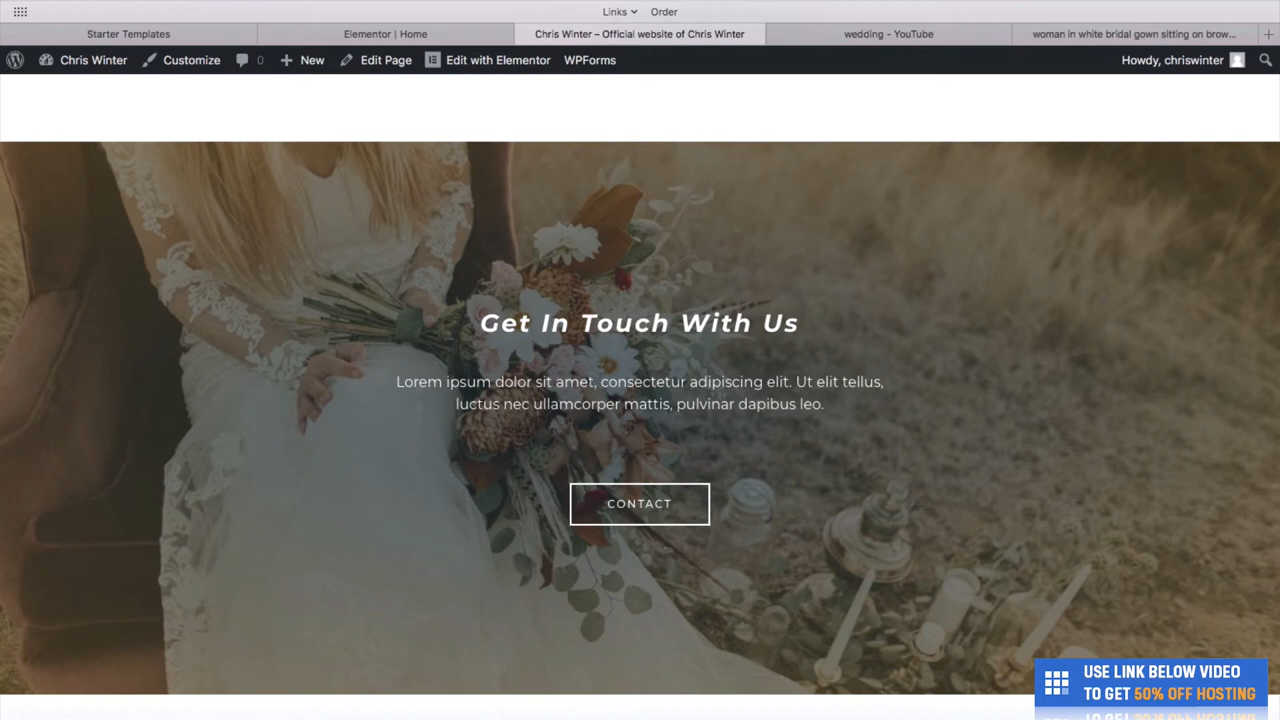 Links Order
Starter Templates
Elementor | Home
Chris Winter – Official website of Chris Winter
wedding - YouTube
woman in white bridal gown sitting on brow...
Chris Winter
Customize
0
New
Edit Page
Edit with Elementor
WPForms
Howdy, chriswinter
Get In Touch With Us
Lorem ipsum dolor sit amet, consectetur adipiscing elit. Ut elit tellus,
luctus nec ullamcorper mattis, pulvinar dapibus leo.
CONTACT
USE LINK BELOW VIDEO
TO GET 50% OFF HOSTING